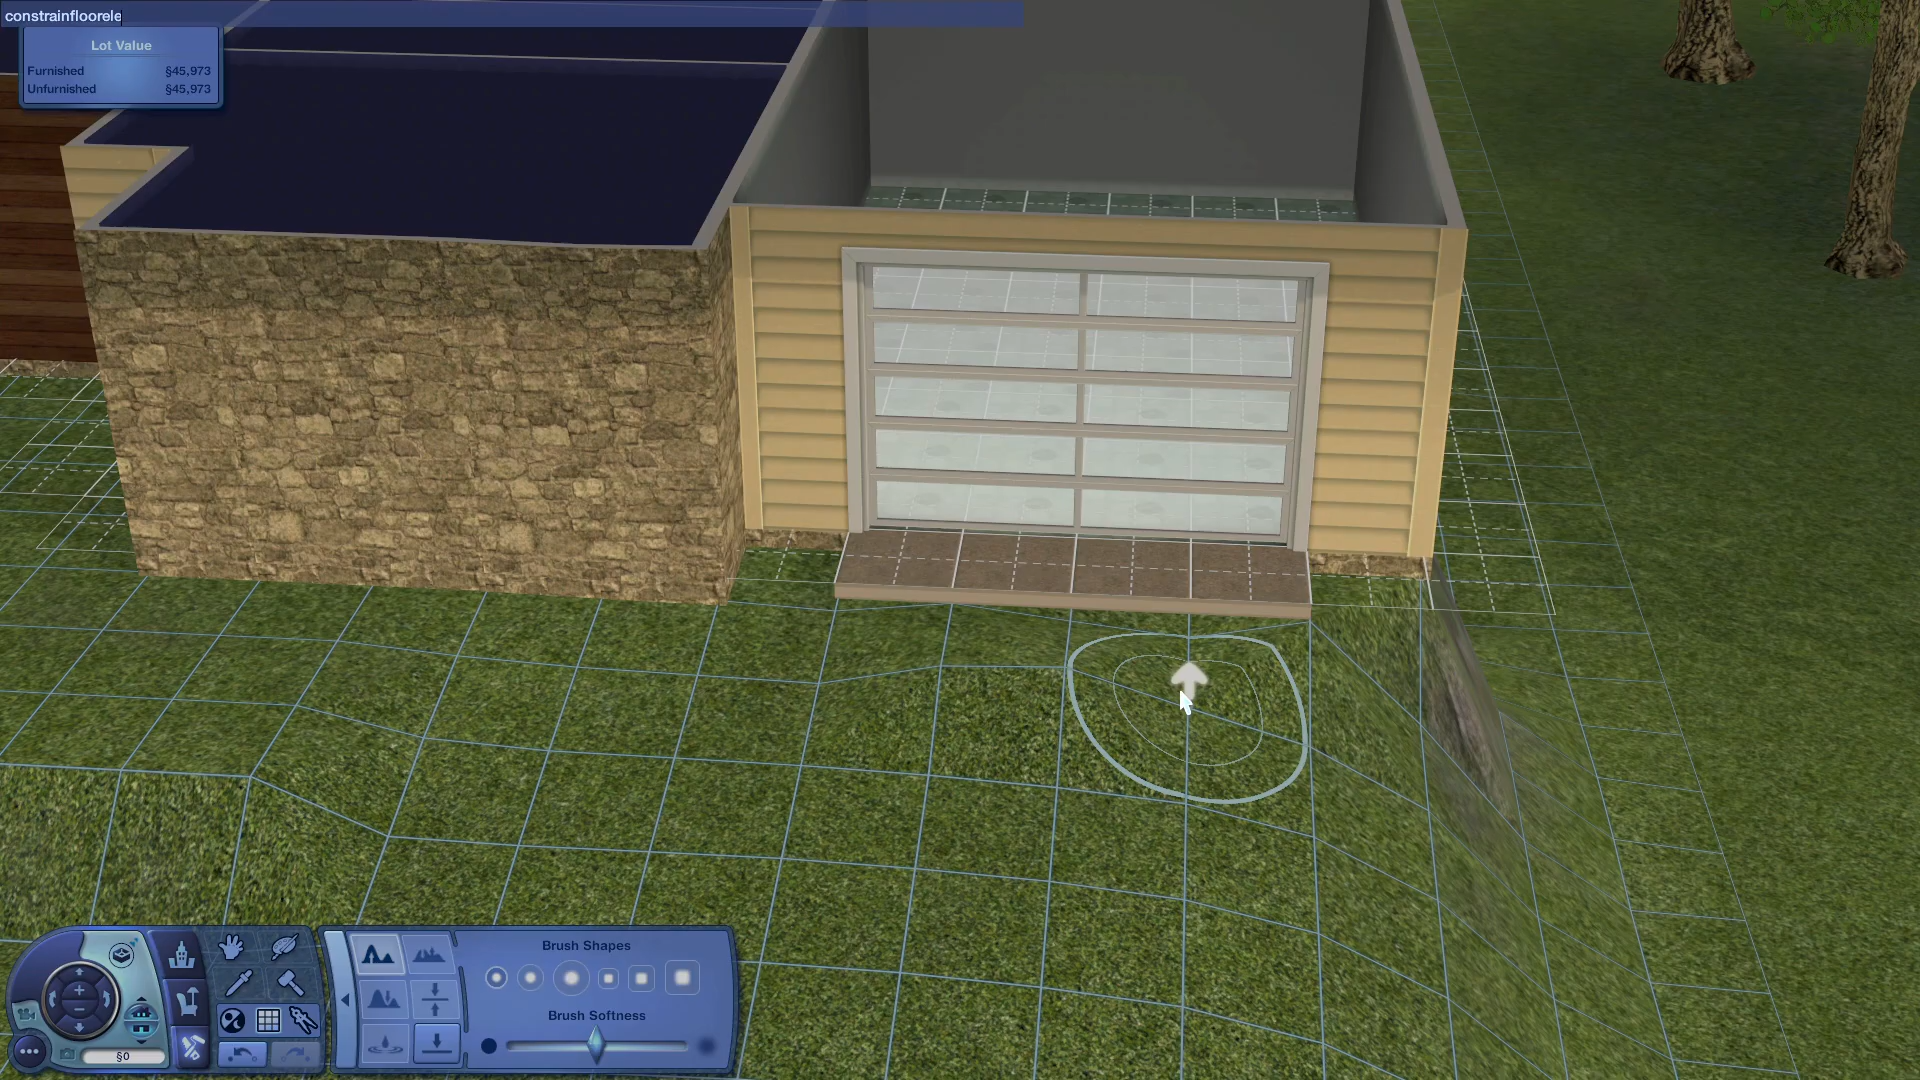 constrainfloorele
Lot Value
Furnished §45,973
Unfurnished §45,973
Brush Shapes
Brush Softness
§0